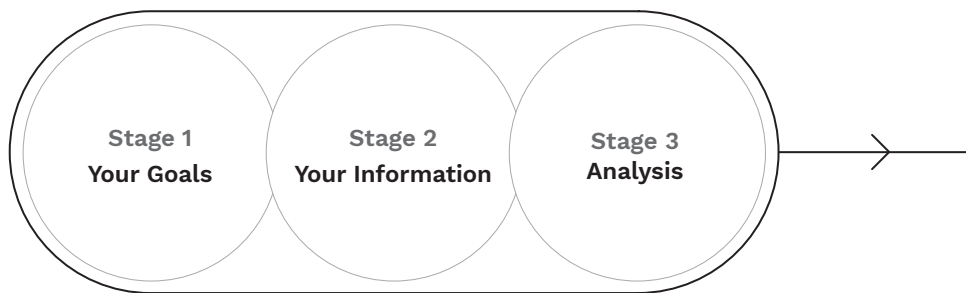 Stage 1
Your Goals
Stage 2
Your Information
Stage 3
Analysis